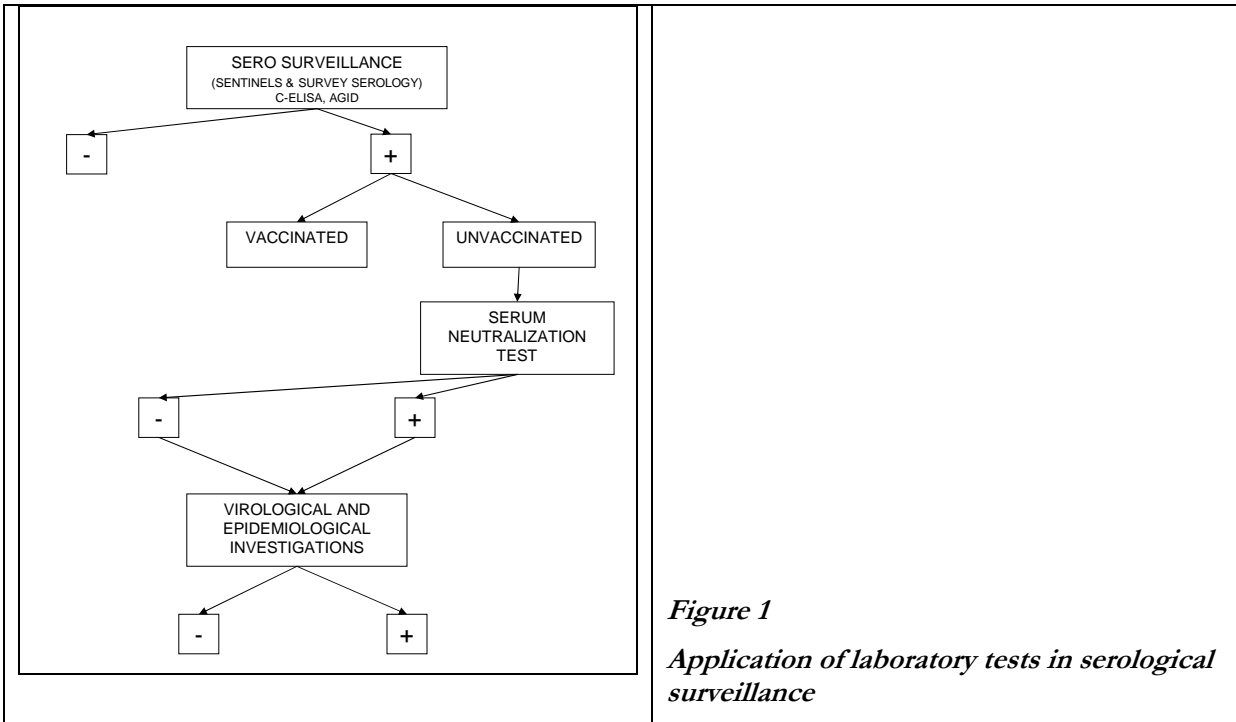 SERO SURVEILLANCE
(SENTINELS & SURVEY SEROLOGY)
C-ELISA, AGID
-
+
VACCINATED
UNVACCINATED
SERUM
NEUTRALIZATION
TEST
-
+
VIROLOGICAL AND
EPIDEMIOLOGICAL
INVESTIGATIONS
-
+
Figure 1
Application of laboratory tests in serological
surveillance